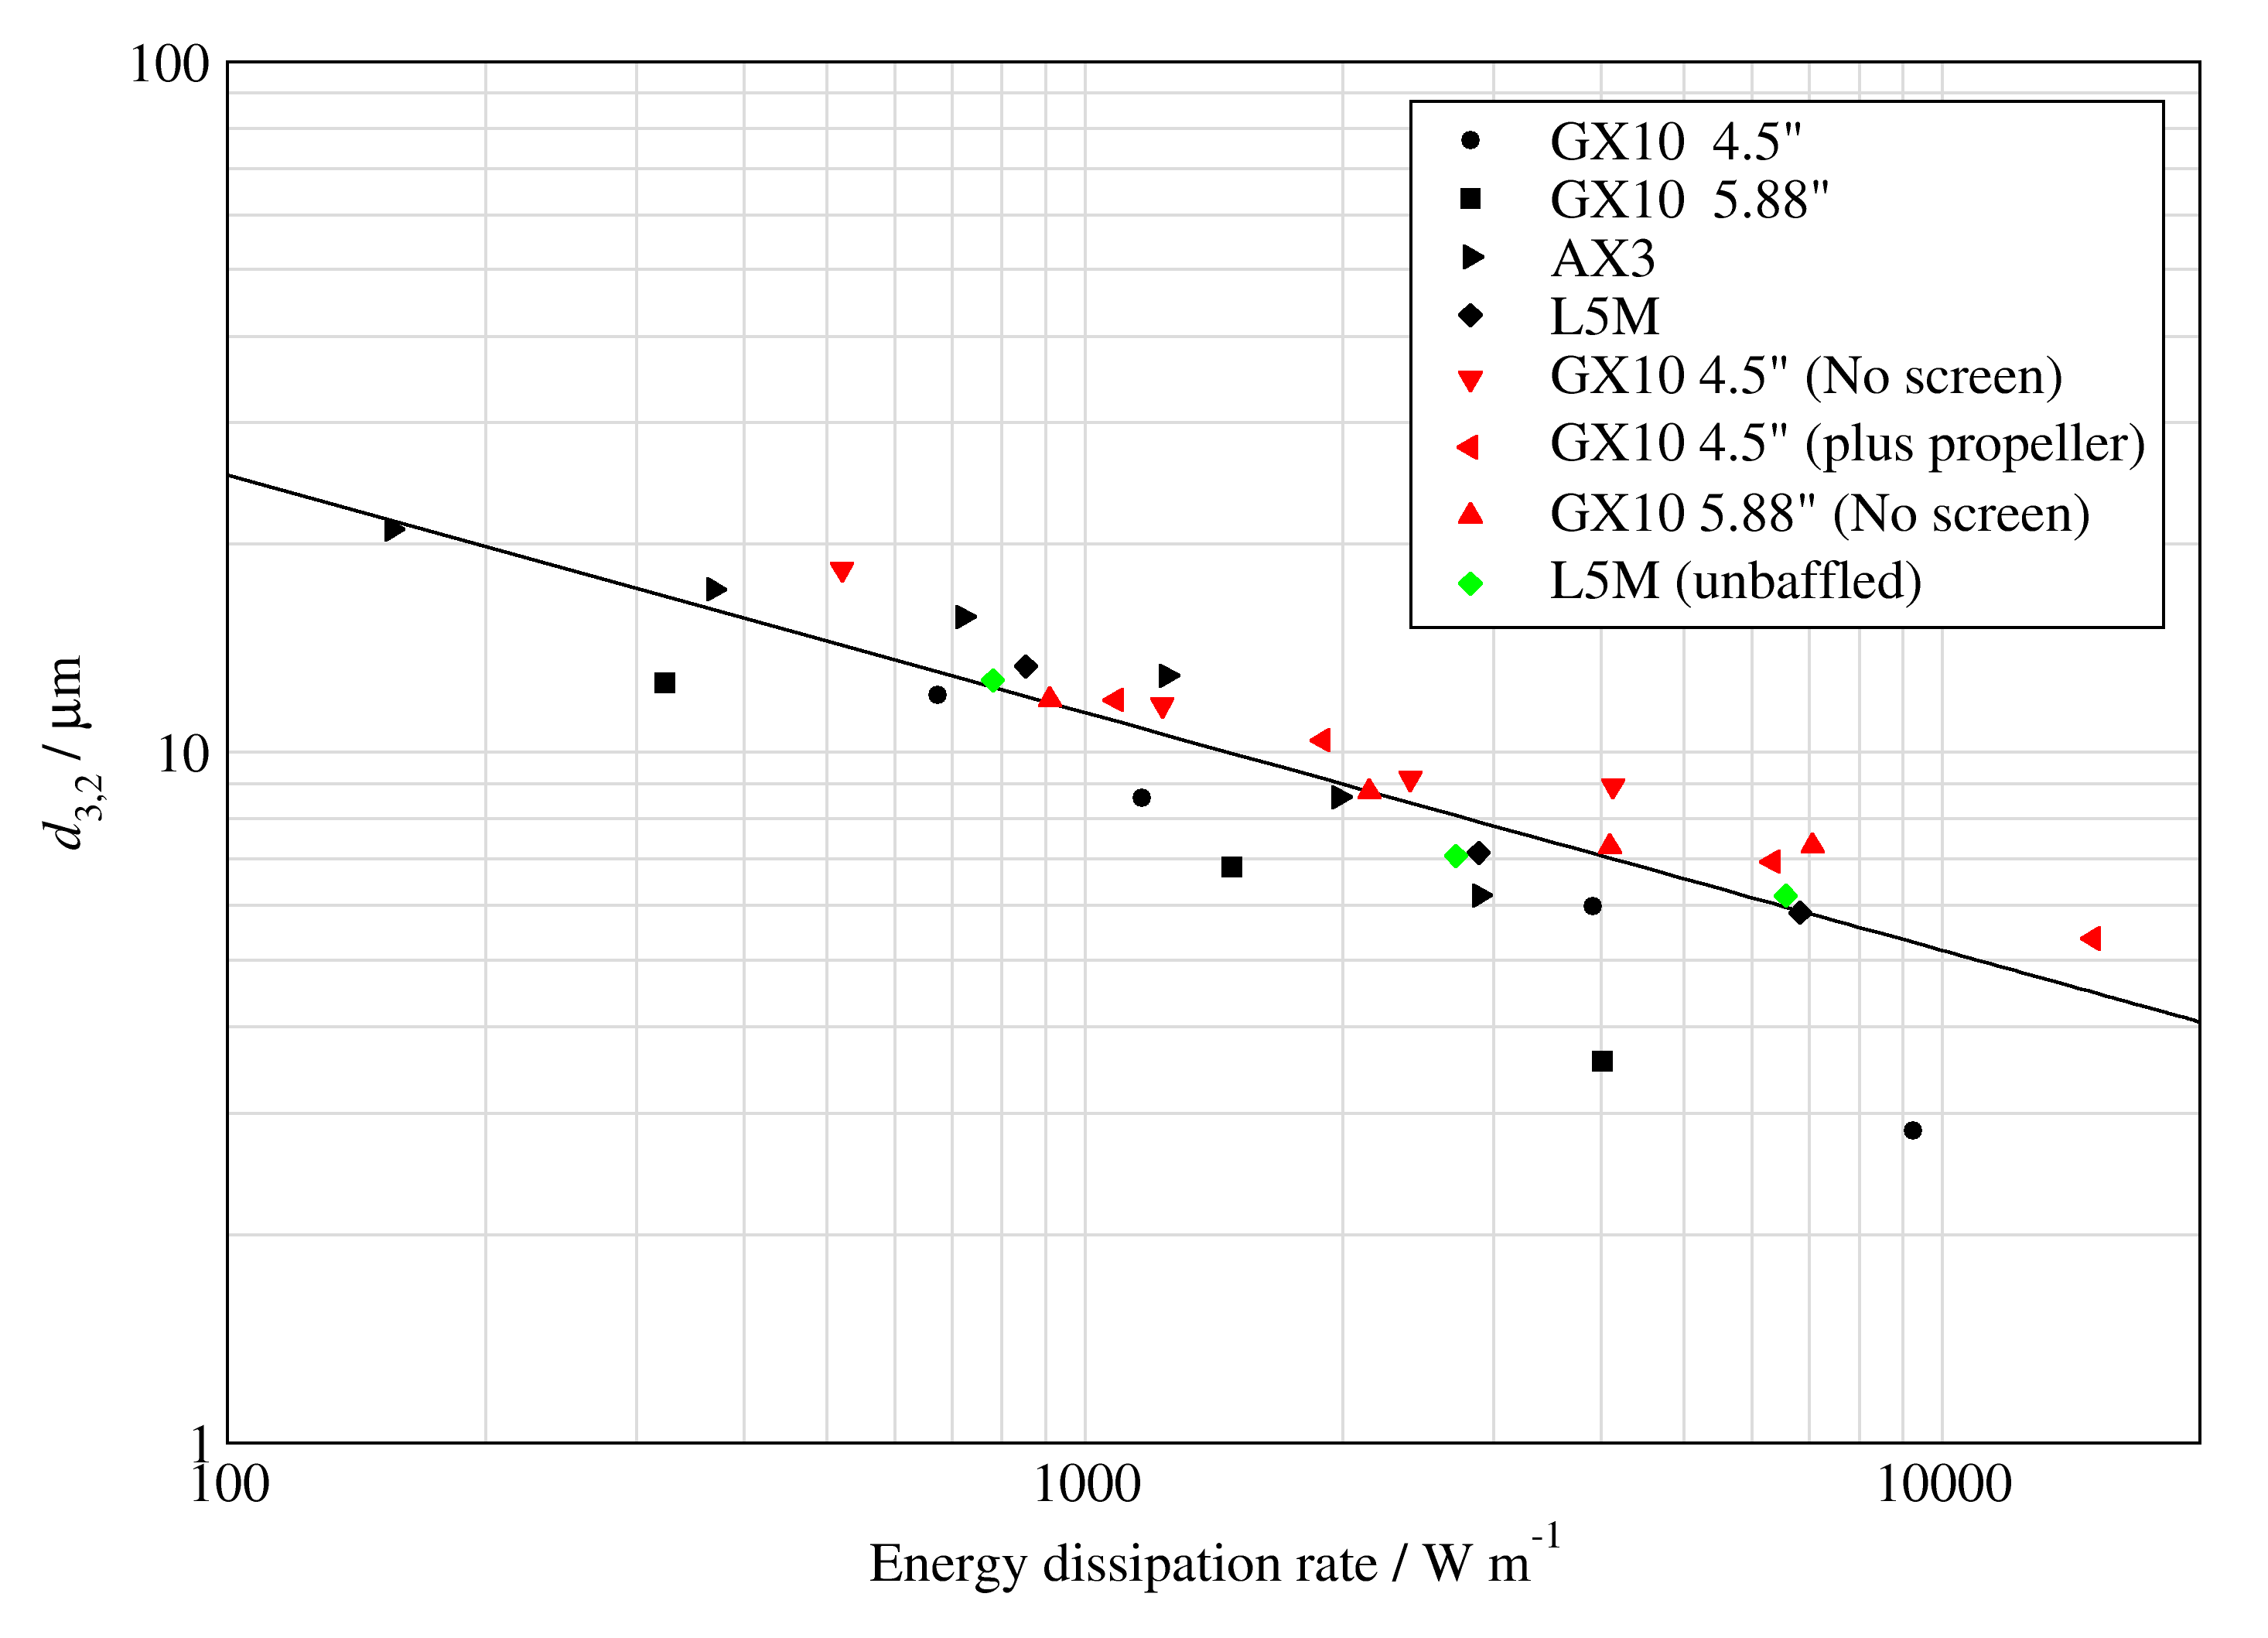 100
10
1
100
1000
10000
d3,2 / μm
Energy dissipation rate / W m-1
GX10 4.5"
GX10 5.88"
AX3
L5M
GX10 4.5" (No screen)
GX10 4.5" (plus propeller)
GX10 5.88" (No screen)
L5M (unbaffled)